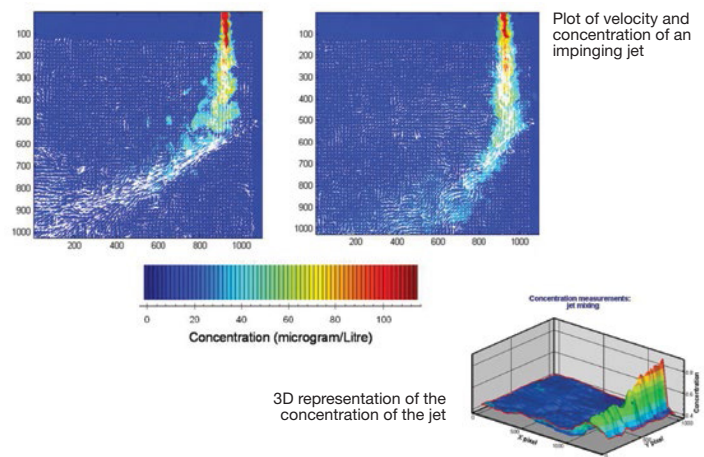 Plot of velocity and
concentration of an
impinging jet
100
200
300
400
500
600
700
800
900
1000
200 400 600 800 1000
100
200
300
400
500
600
700
800
900
1000
200 400 600 800 1000
0 20 40 60 80 100
Concentration (microgram/Litre)
Concentration measurements:
jet mixing
3D representation of the
concentration of the jet
Concentration
X pixel
Y pixel